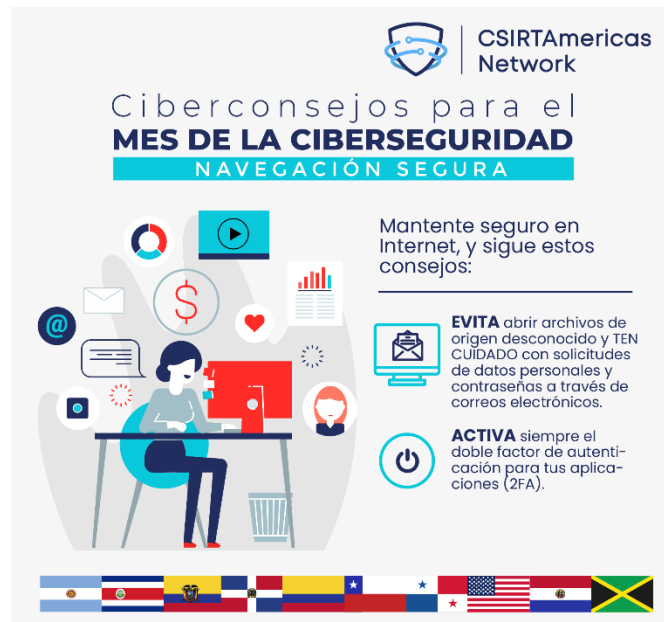 CSIRTAmericas
Network
Ciberconsejos para el
MES DE LA CIBERSEGURIDAD
NAVEGACIÓN SEGURA
Mantente seguro en
Internet, y sigue estos
consejos:
EVITA abrir archivos de
origen desconocido y TEN
CUIDADO con solicitudes
de datos personales y
contraseñas a través de
correos electrónicos.
ACTIVA siempre el
doble factor de autenti-
cación para tus aplica-
ciones (2FA).
$
@